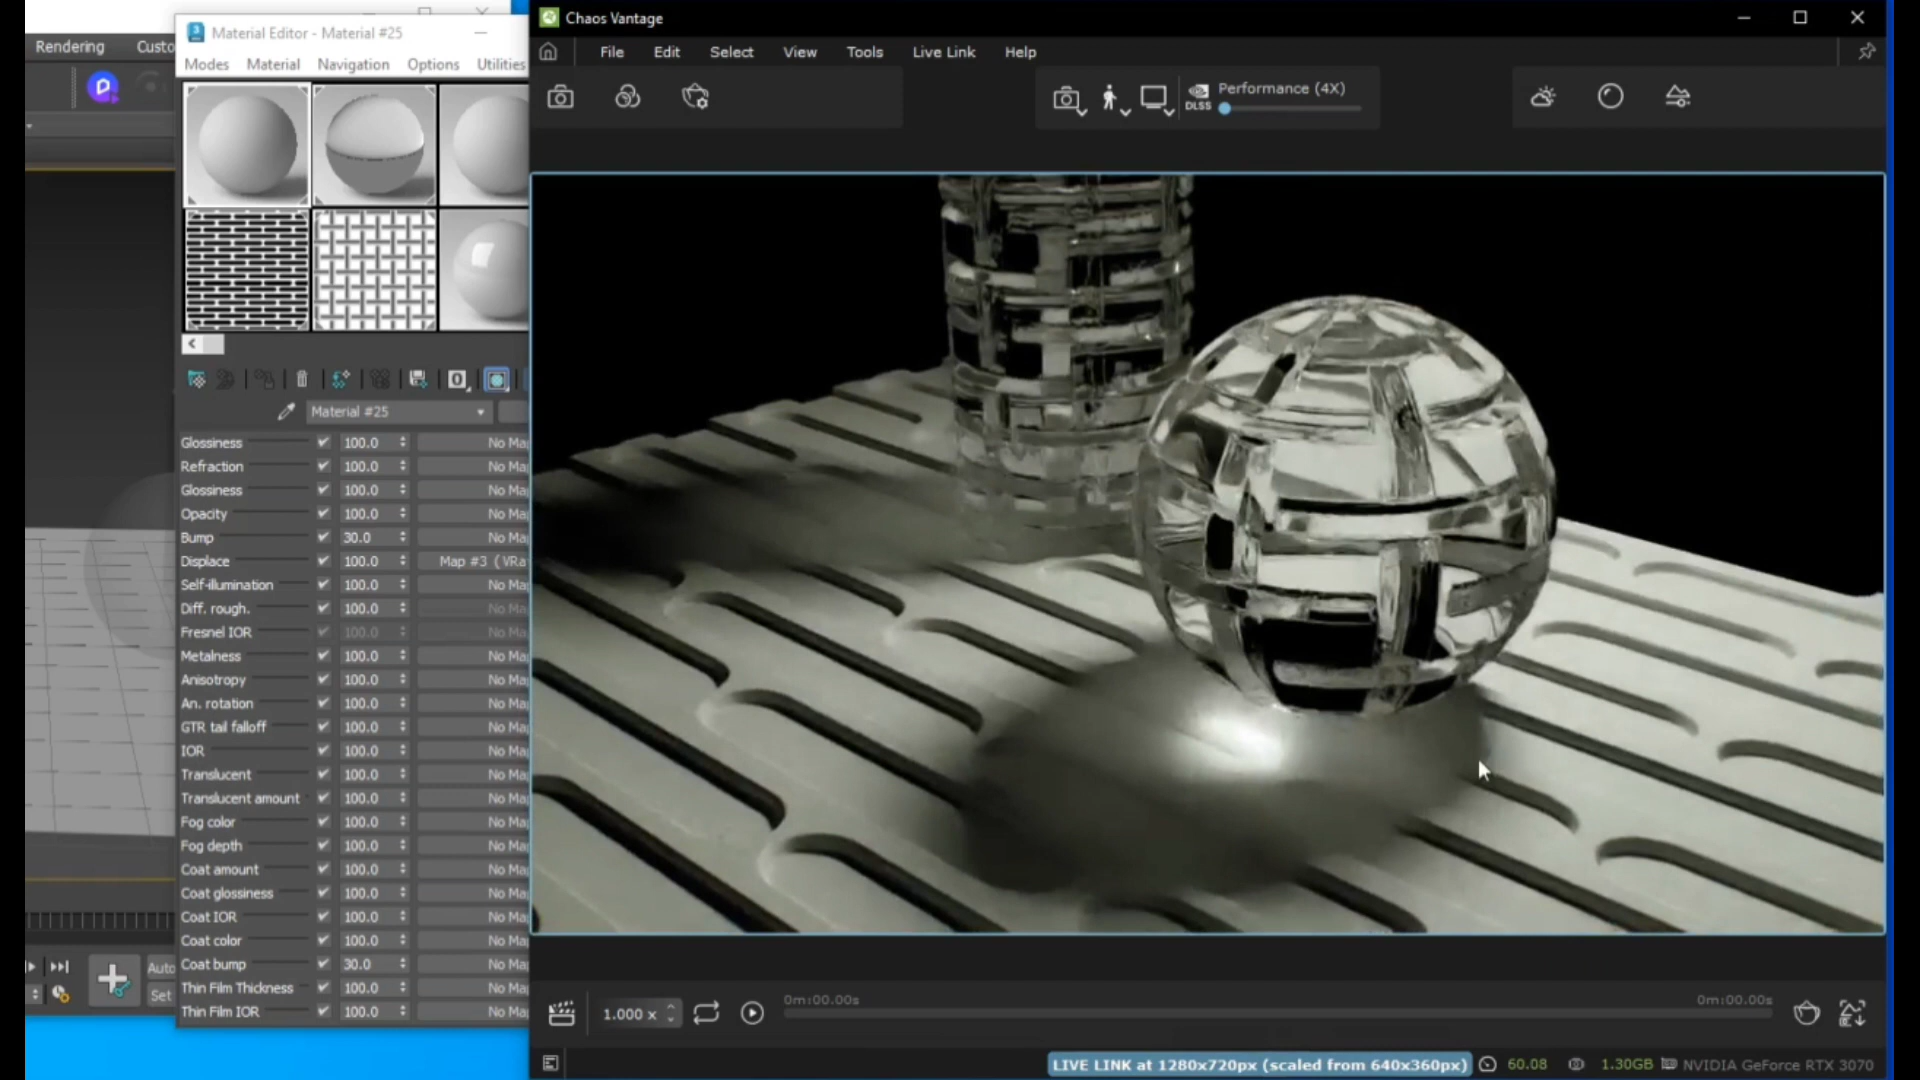 Rendering
Custo
Material Editor - Material #25
Modes Material Navigation Options Utilities
Material #25
Glossiness 100.0 No Map
Refraction 100.0 No Map
Glossiness 100.0 No Map
Opacity 100.0 No Ma
Bump 30.0 No Ma
Displace 100.0 Map #3 ( VRa
Self-illumination 100.0 No Ma
Diff. rough. 100.0 No Ma
Fresnel IOR 100.0 No Ma
Metalness 100.0 No Ma
Anisotropy 100.0 No Ma
An. rotation 100.0 No Ma
GTR tail falloff 100.0 No Ma
IOR 100.0 No Ma
Translucent 100.0 No Ma
Translucent amount 100.0 No Ma
Fog color 100.0 No Ma
Fog depth 100.0 No Ma
Coat amount 100.0 No Ma
Coat glossiness 100.0 No Ma
Coat IOR 100.0 No Ma
Coat color 100.0 No Ma
Coat bump 30.0 No Ma
Thin Film Thickness 100.0 No Ma
Thin Film IOR 100.0 No Ma
Auto
Set
Chaos Vantage
File Edit Select View Tools Live Link Help
DLSS
Performance (4X)
1.000 x
0m:00.00s
0m:00.00s
LIVE LINK at 1280x720px (scaled from 640x360px) 60.08 1.30GB NVIDIA GeForce RTX 3070